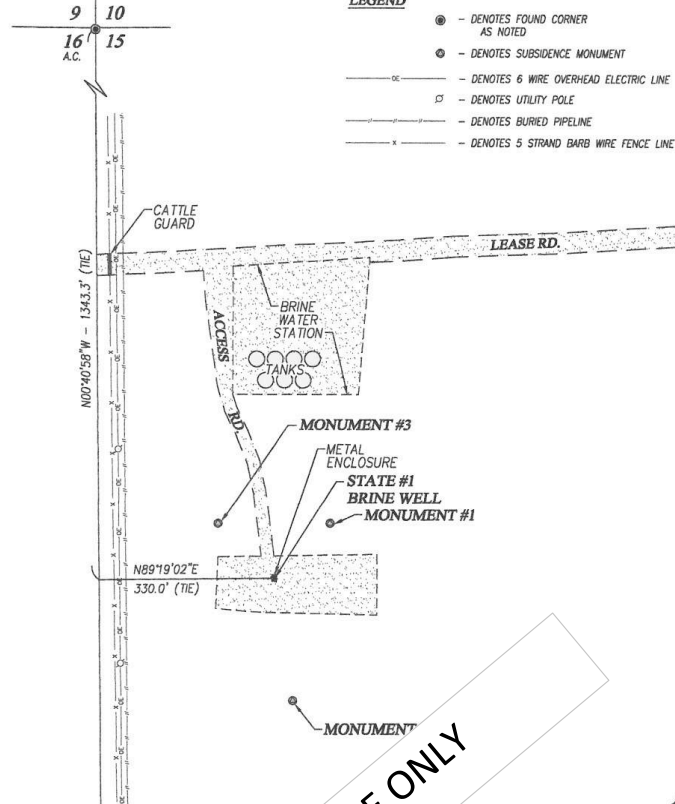 LEGEND
9 10
16 15
A.C.
- DENOTES FOUND CORNER
AS NOTED
- DENOTES SUBSIDENCE MONUMENT
OE - DENOTES 6 WIRE OVERHEAD ELECTRIC LINE
- DENOTES UTILITY POLE
- DENOTES BURIED PIPELINE
x - DENOTES 5 STRAND BARB WIRE FENCE LINE
CATTLE
GUARD
LEASE RD.
N00°40'58"W - 1343.3' (TIE)
BRINE
WATER
STATION
ACCESS
RD.
TANKS
MONUMENT #3
METAL
ENCLOSURE
STATE #1
BRINE WELL
MONUMENT #1
N89°19'02"E
330.0' (TIE)
MONUMENT
ONLY